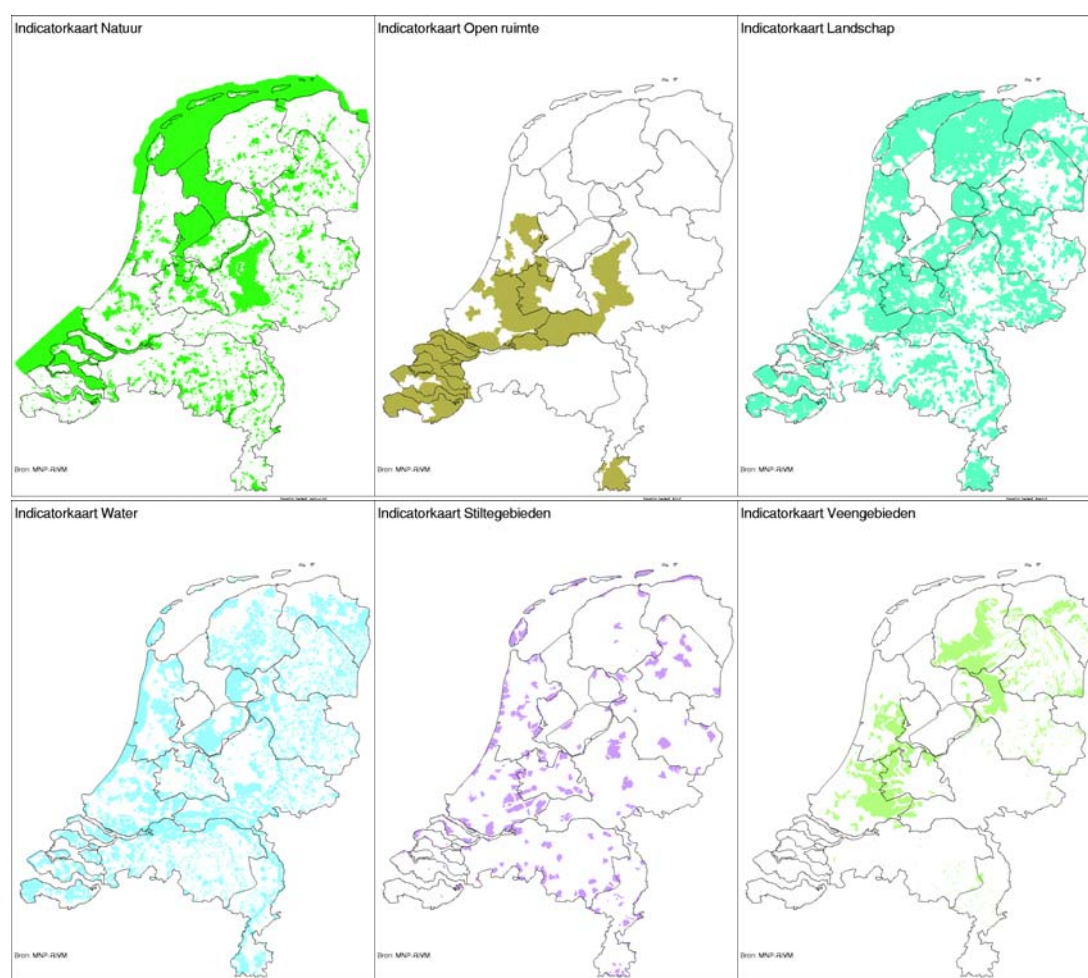 Indicatorkaart Natuur
Indicatorkaart Open ruimte
Indicatorkaart Landschap
Bron: MNP-RIVM
Bron: MNP-RIVM
Bron: MNP-RIVM
Indicatorkaart Water
Indicatorkaart Stiltegebieden
Indicatorkaart Veengebieden
Bron: MNP-RIVM
Bron: MNP-RIVM
Bron: MNP-RIVM